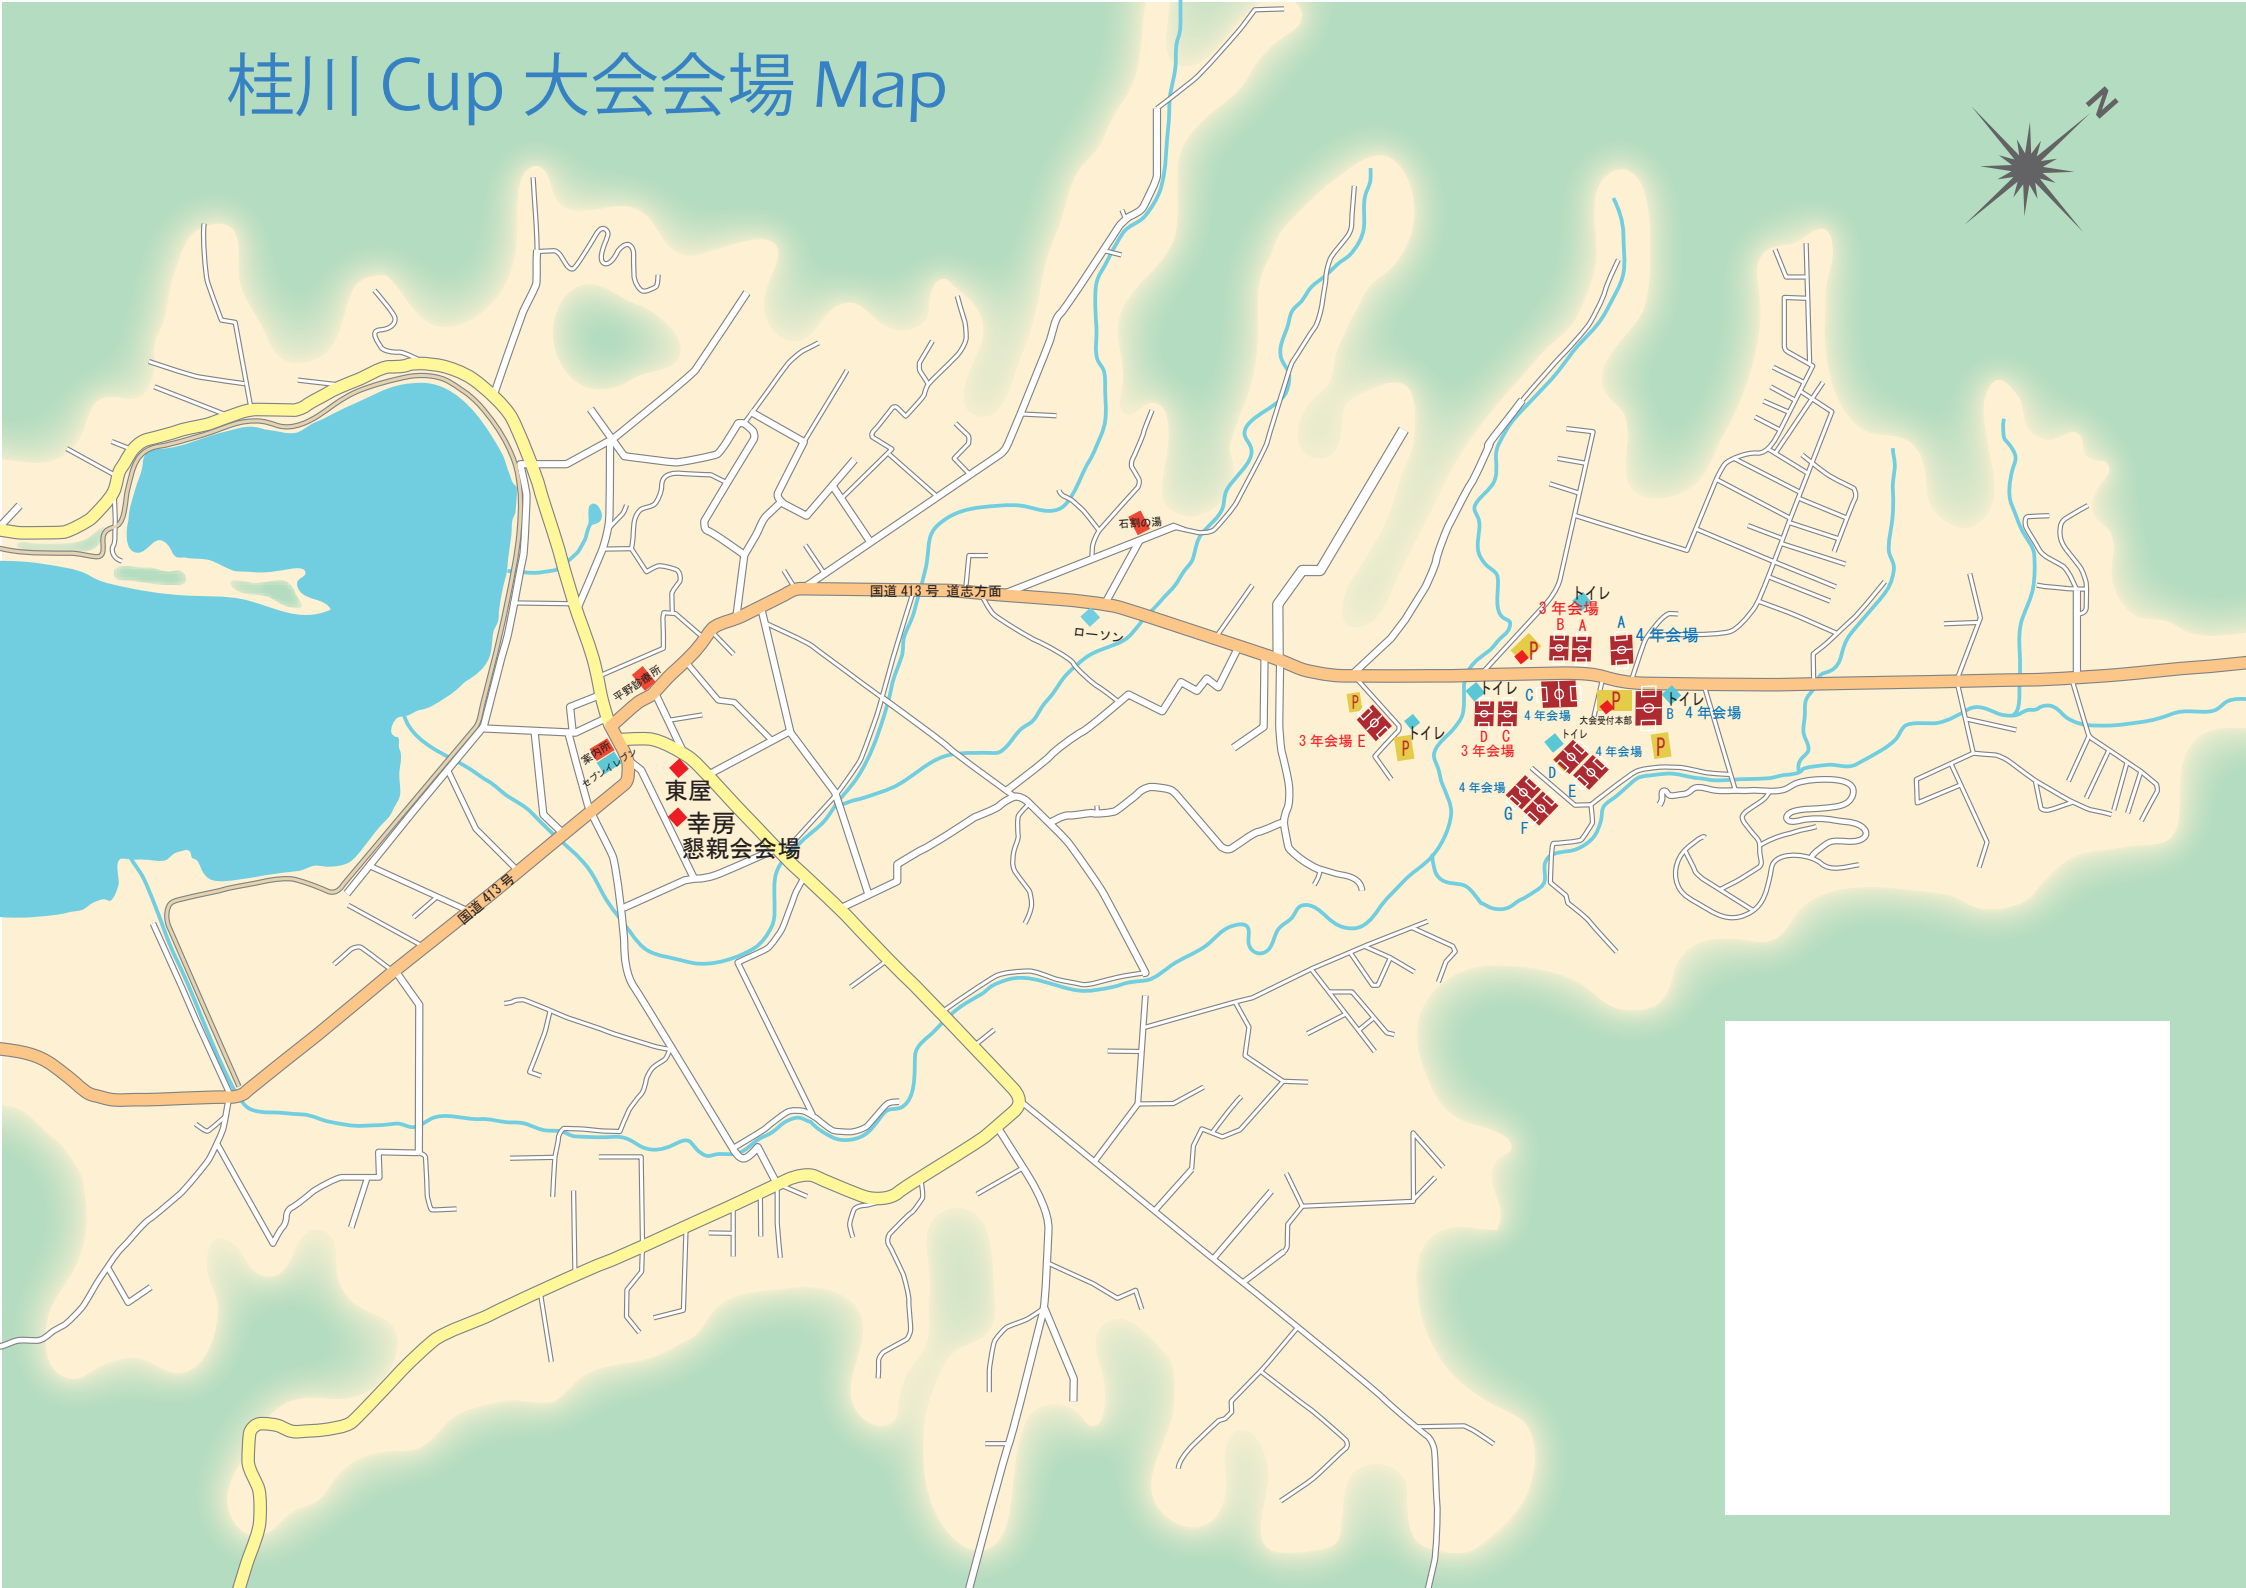 桂川 Cup 大会会場 Map
N
石割の湯
国道 413 号 道志方面
ローソン
トイレ
3 年会場
B A
A
4 年会場
P
平野診療所
案内所
セブンイレブン
東屋
幸房
懇親会会場
国道 413 号
P
3 年会場 E
トイレ
P
トイレ
D C
3 年会場
C
4 年会場
P
大会受付本部
トイレ
B 4 年会場
トイレ
4 年会場
P
D
E
4 年会場
G
F